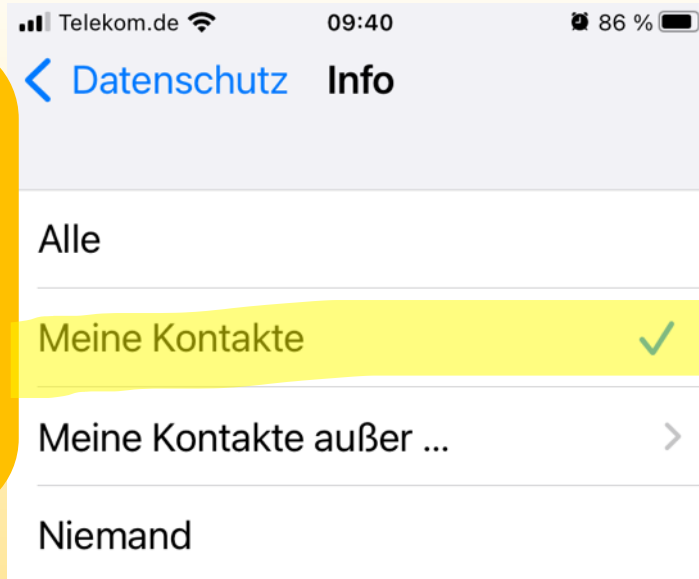 Telekom.de 09:40 86 %
Datenschutz Info
Alle
Meine Kontakte
Meine Kontakte außer ...
Niemand